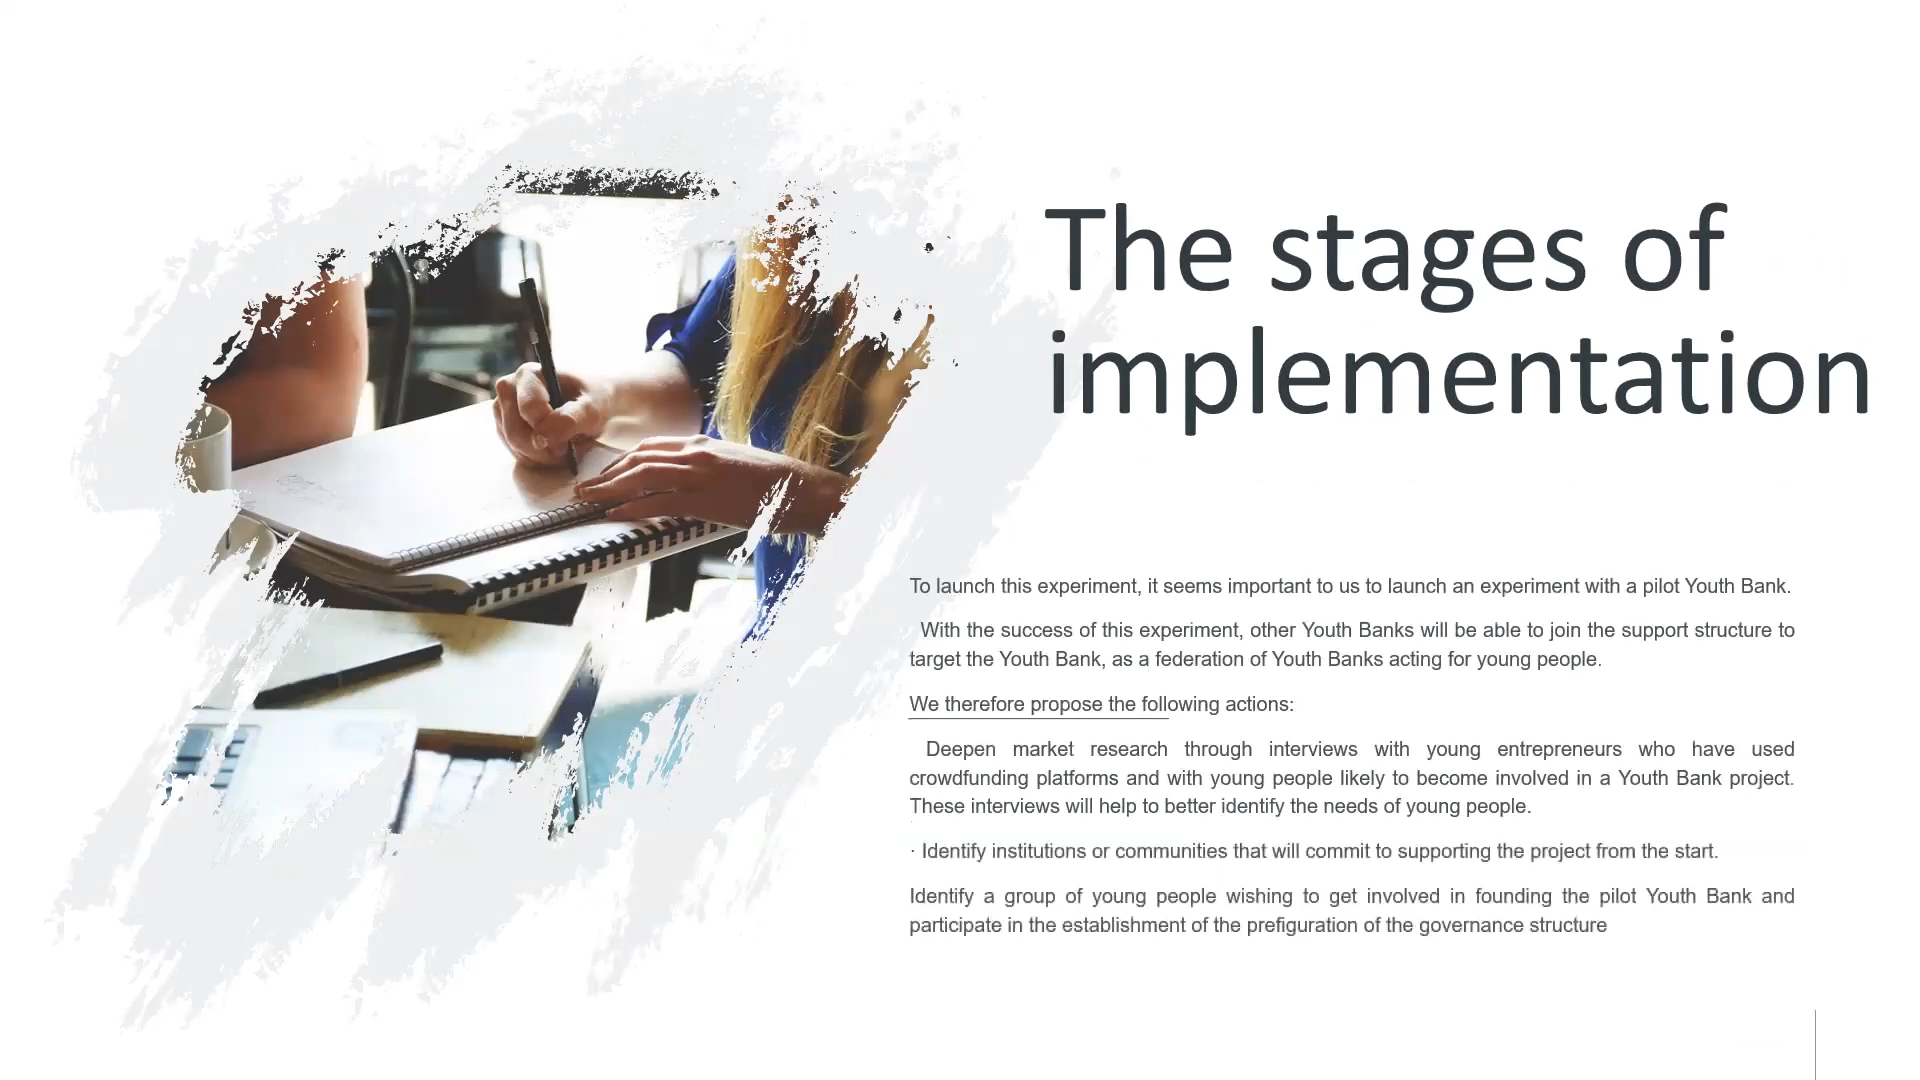 The stages of
implementation
To launch this experiment, it seems important to us to launch an experiment with a pilot Youth Bank.
With the success of this experiment, other Youth Banks will be able to join the support structure to
target the Youth Bank, as a federation of Youth Banks acting for young people.
We therefore propose the following actions:
Deepen market research through interviews with young entrepreneurs who have used
crowdfunding platforms and with young people likely to become involved in a Youth Bank project.
These interviews will help to better identify the needs of young people.
· Identify institutions or communities that will commit to supporting the project from the start.
Identify a group of young people wishing to get involved in founding the pilot Youth Bank and
participate in the establishment of the prefiguration of the governance structure